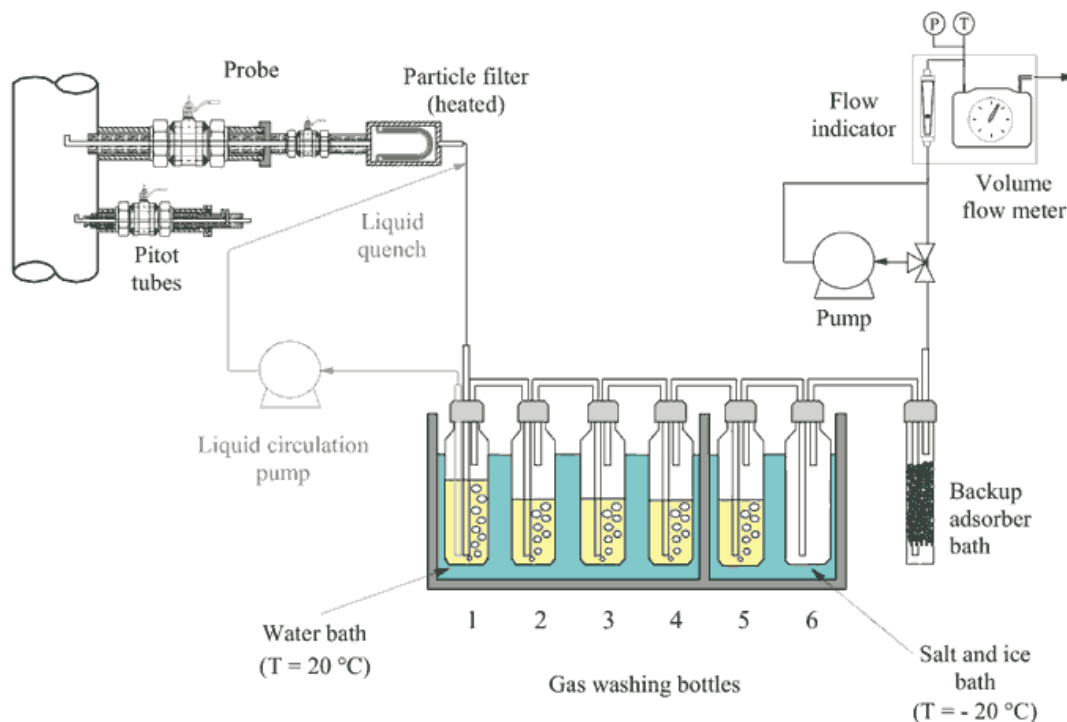 P T
Probe
Particle filter
(heated)
Flow
indicator
Volume
flow meter
Liquid
quench
Pitot
tubes
Pump
Liquid circulation
pump
Backup
adsorber
bath
1 2 3 4 5 6
Water bath
(T = 20 °C)
Gas washing bottles
Salt and ice
bath
(T = - 20 °C)